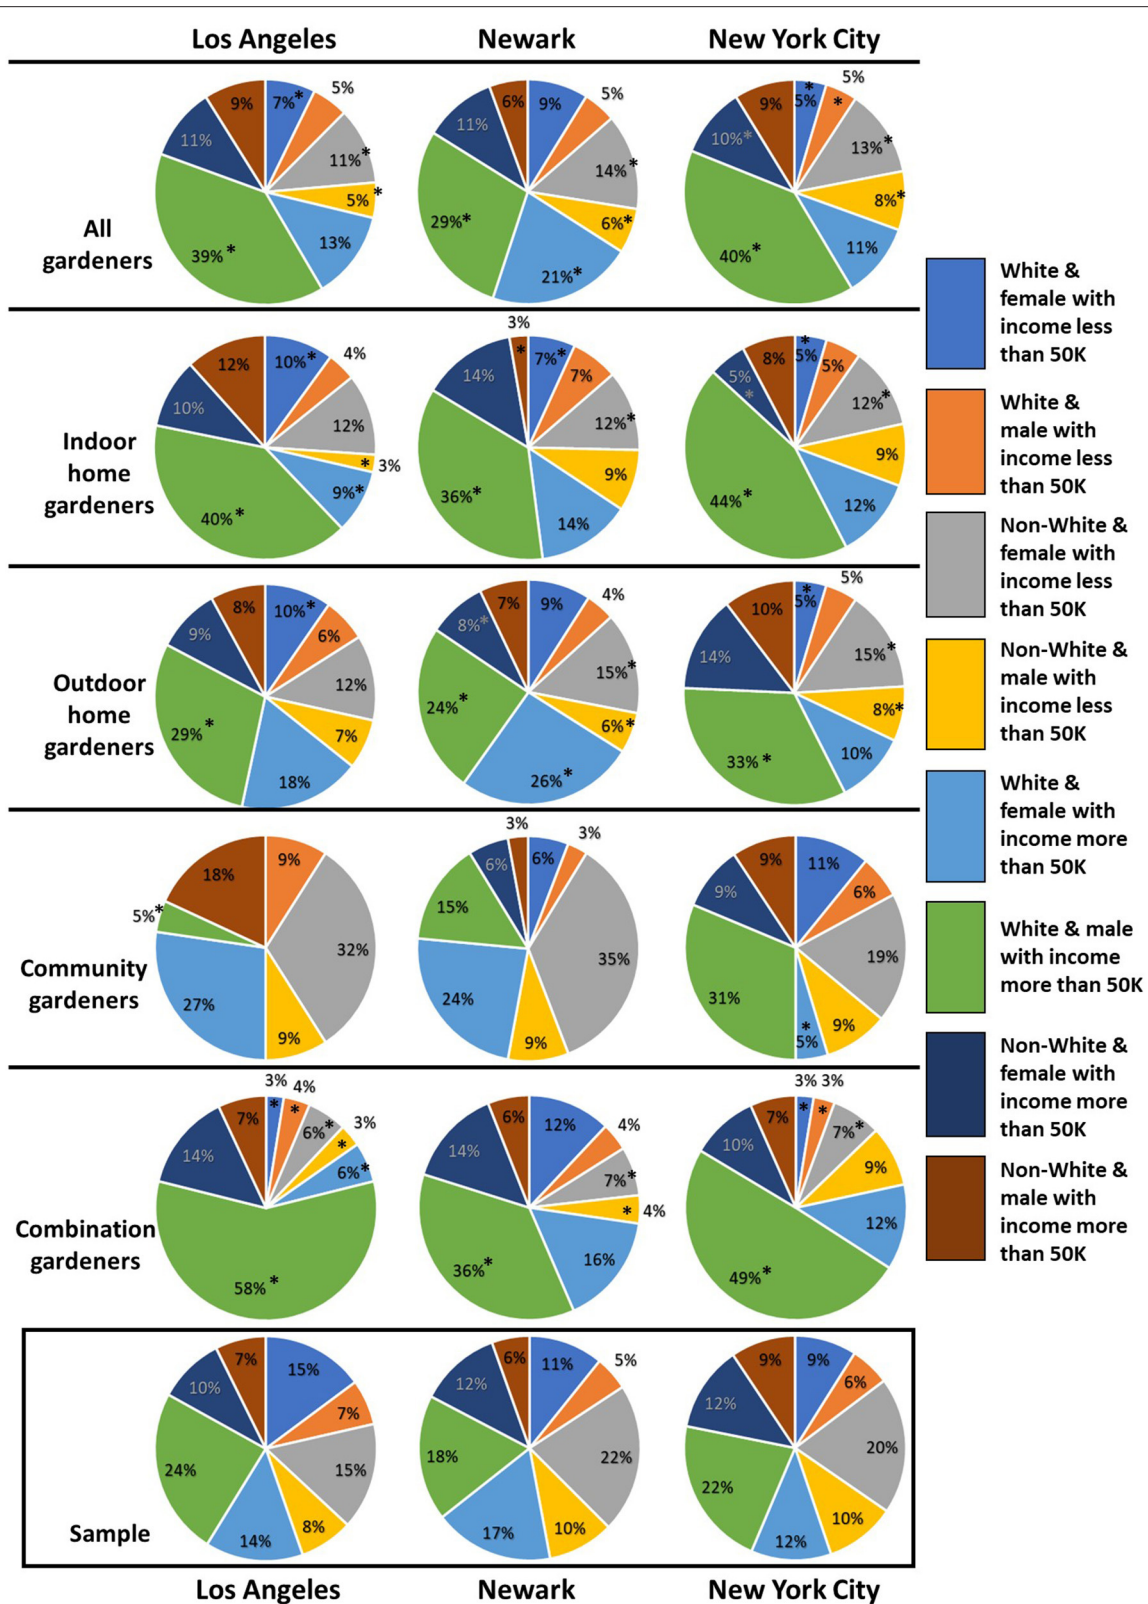 Los Angeles Newark New York City
All
gardeners
7%* 5% 11%* 5%* 13% 39%* 11% 9%
9% 5% 14%* 6%* 21%* 29%* 11% 6%
5%* 5%* 13%* 8%* 11% 40%* 10%* 9%
Indoor
home
gardeners
10%* 4% 12% 3%* 9%* 40%* 10% 12%
7%* 7% 12%* 9% 14% 36%* 14% 3%*
5%* 5% 12%* 9% 12% 44%* 5%* 8%
Outdoor
home
gardeners
10%* 6% 12% 7% 18% 29%* 9% 8%
9% 4% 15%* 6%* 26%* 24%* 8%* 7%
5%* 5% 15%* 8%* 10% 33%* 14% 10%
Community
gardeners
9% 32% 9% 27% 5%* 18%
6% 3% 35% 9% 24% 15% 6% 3%
11% 6% 19% 9% 5%* 31% 9% 9%
Combination
gardeners
3%* 4%* 6%* 3%* 6%* 58%* 14% 7%
12% 4% 7%* 4%* 16% 36%* 14% 6%
3%* 3%* 7%* 9% 12% 49%* 10% 7%
Sample
15% 7% 15% 8% 14% 24% 10% 7%
11% 5% 22% 10% 17% 18% 12% 6%
9% 6% 20% 10% 12% 22% 12% 9%
Los Angeles Newark New York City
White &
female with
income less
than 50K
White &
male with
income less
than 50K
Non-White &
female with
income less
than 50K
Non-White &
male with
income less
than 50K
White &
female with
income more
than 50K
White & male
with income
more than 50K
Non-White &
female with
income more
than 50K
Non-White &
male with
income more
than 50K